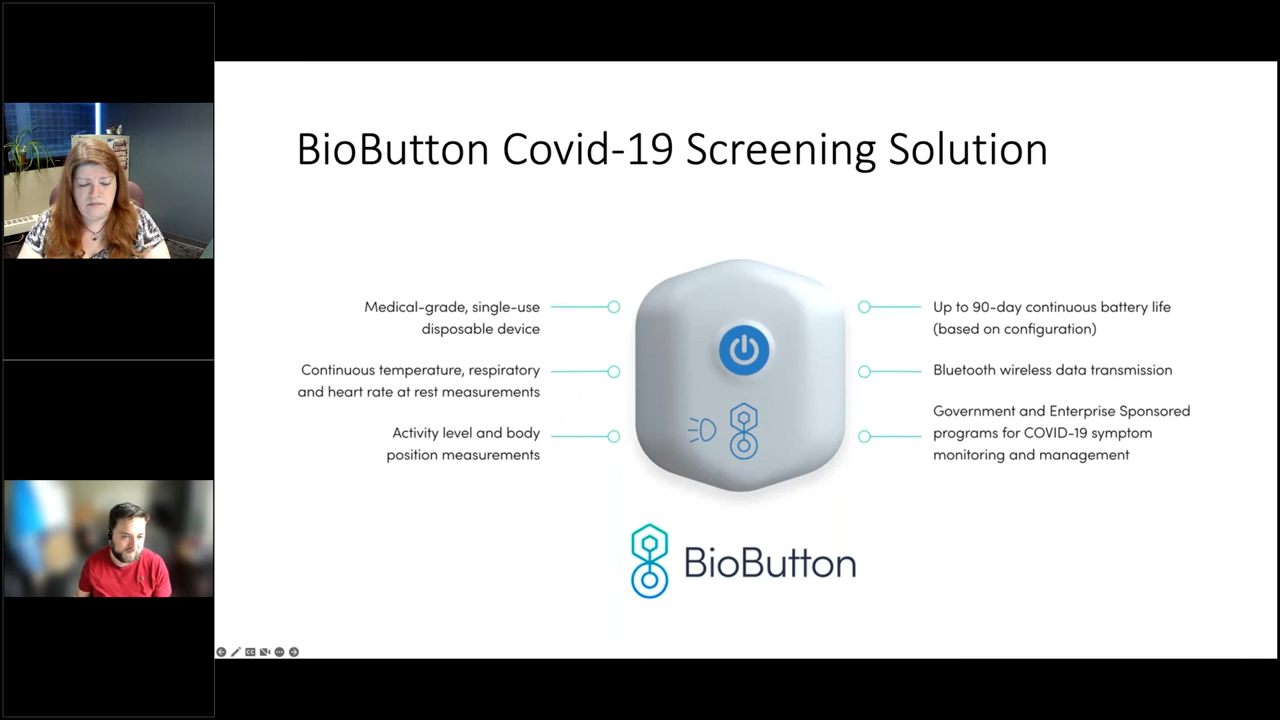 BioButton Covid-19 Screening Solution
Medical-grade, single-use
disposable device
Continuous temperature, respiratory
and heart rate at rest measurements
Activity level and body
position measurements
Up to 90-day continuous battery life
(based on configuration)
Bluetooth wireless data transmission
Government and Enterprise Sponsored
programs for COVID-19 symptom
monitoring and management
BioButton
CC